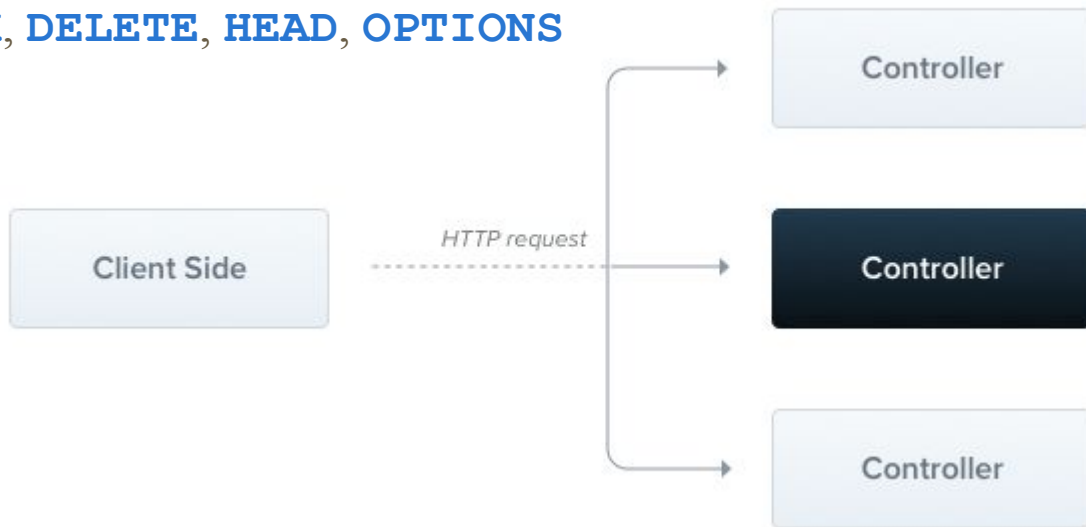 , DELETE, HEAD, OPTIONS
Controller
HTTP request
Client Side
Controller
Controller